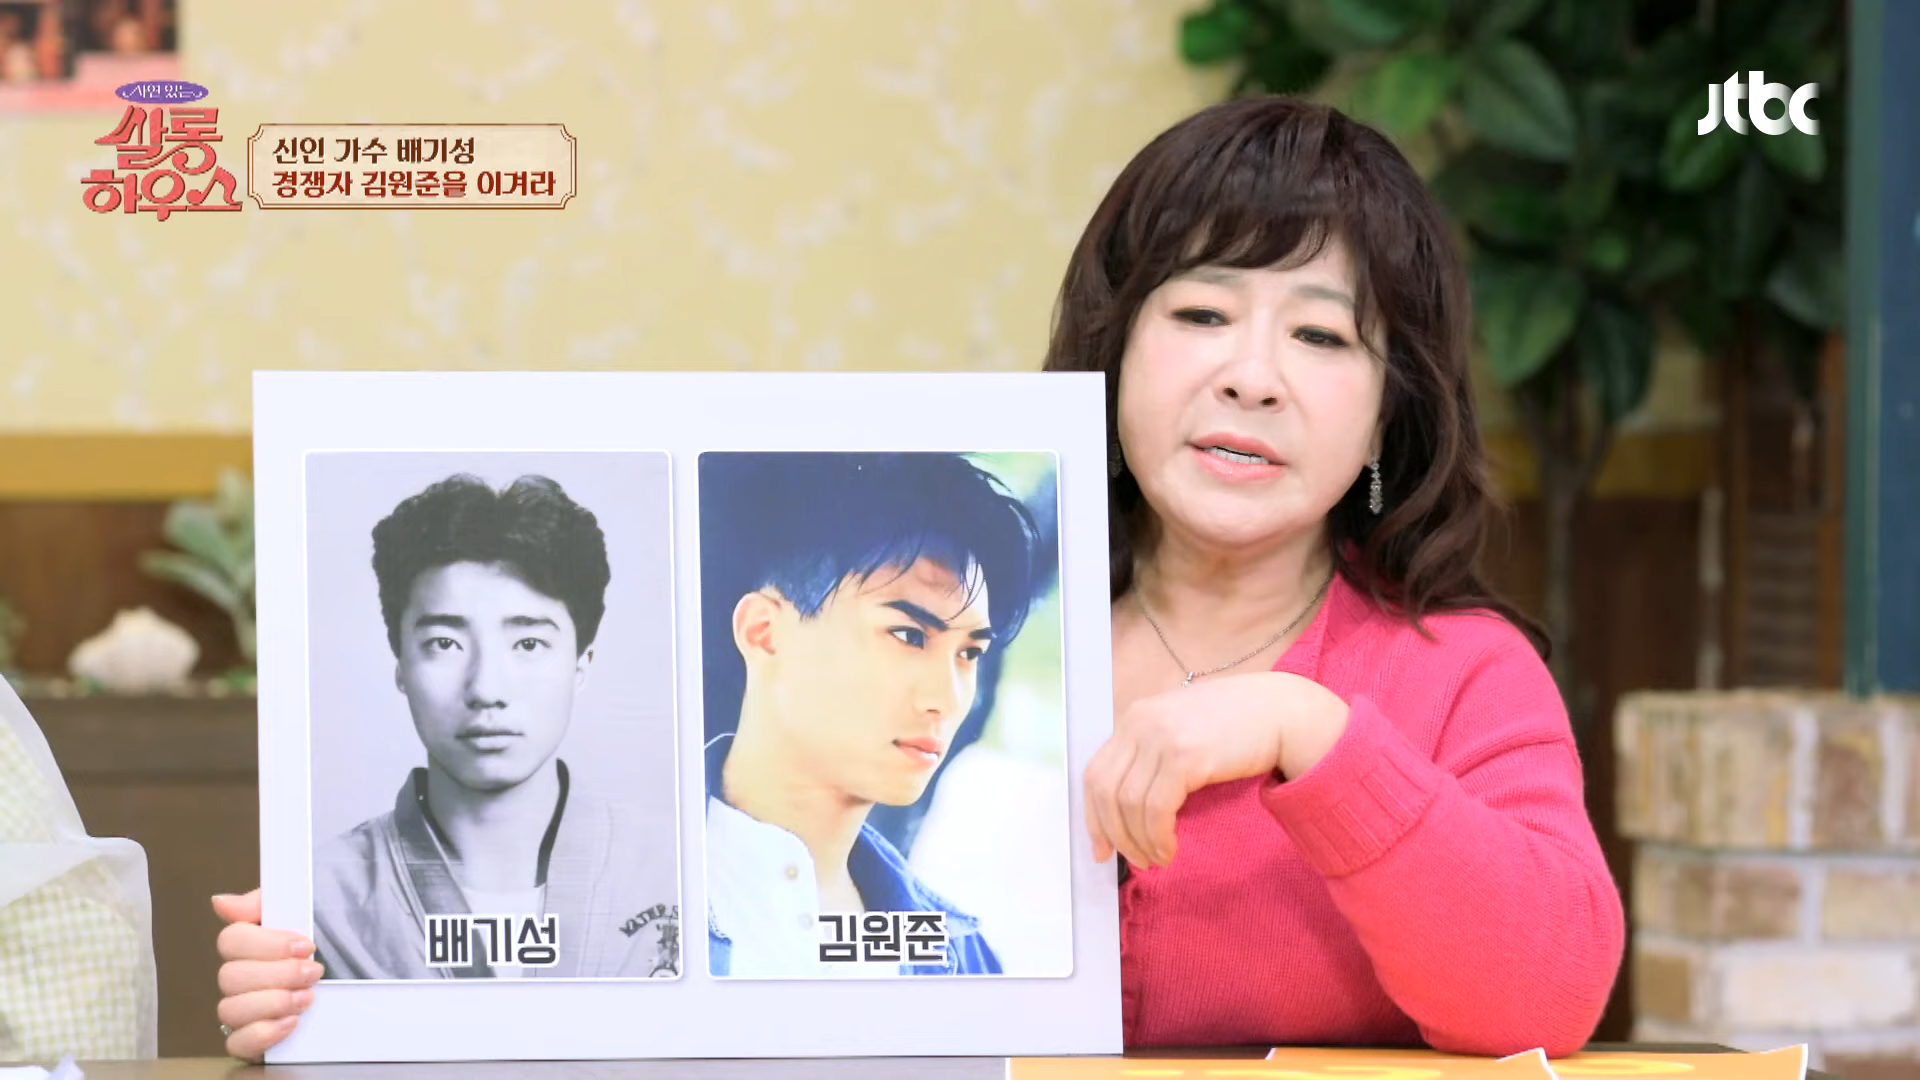 사연 있는
쌀롱
하우스
신인 가수 배기성
경쟁자 김원준을 이겨라
jtbc
배기성
김원준